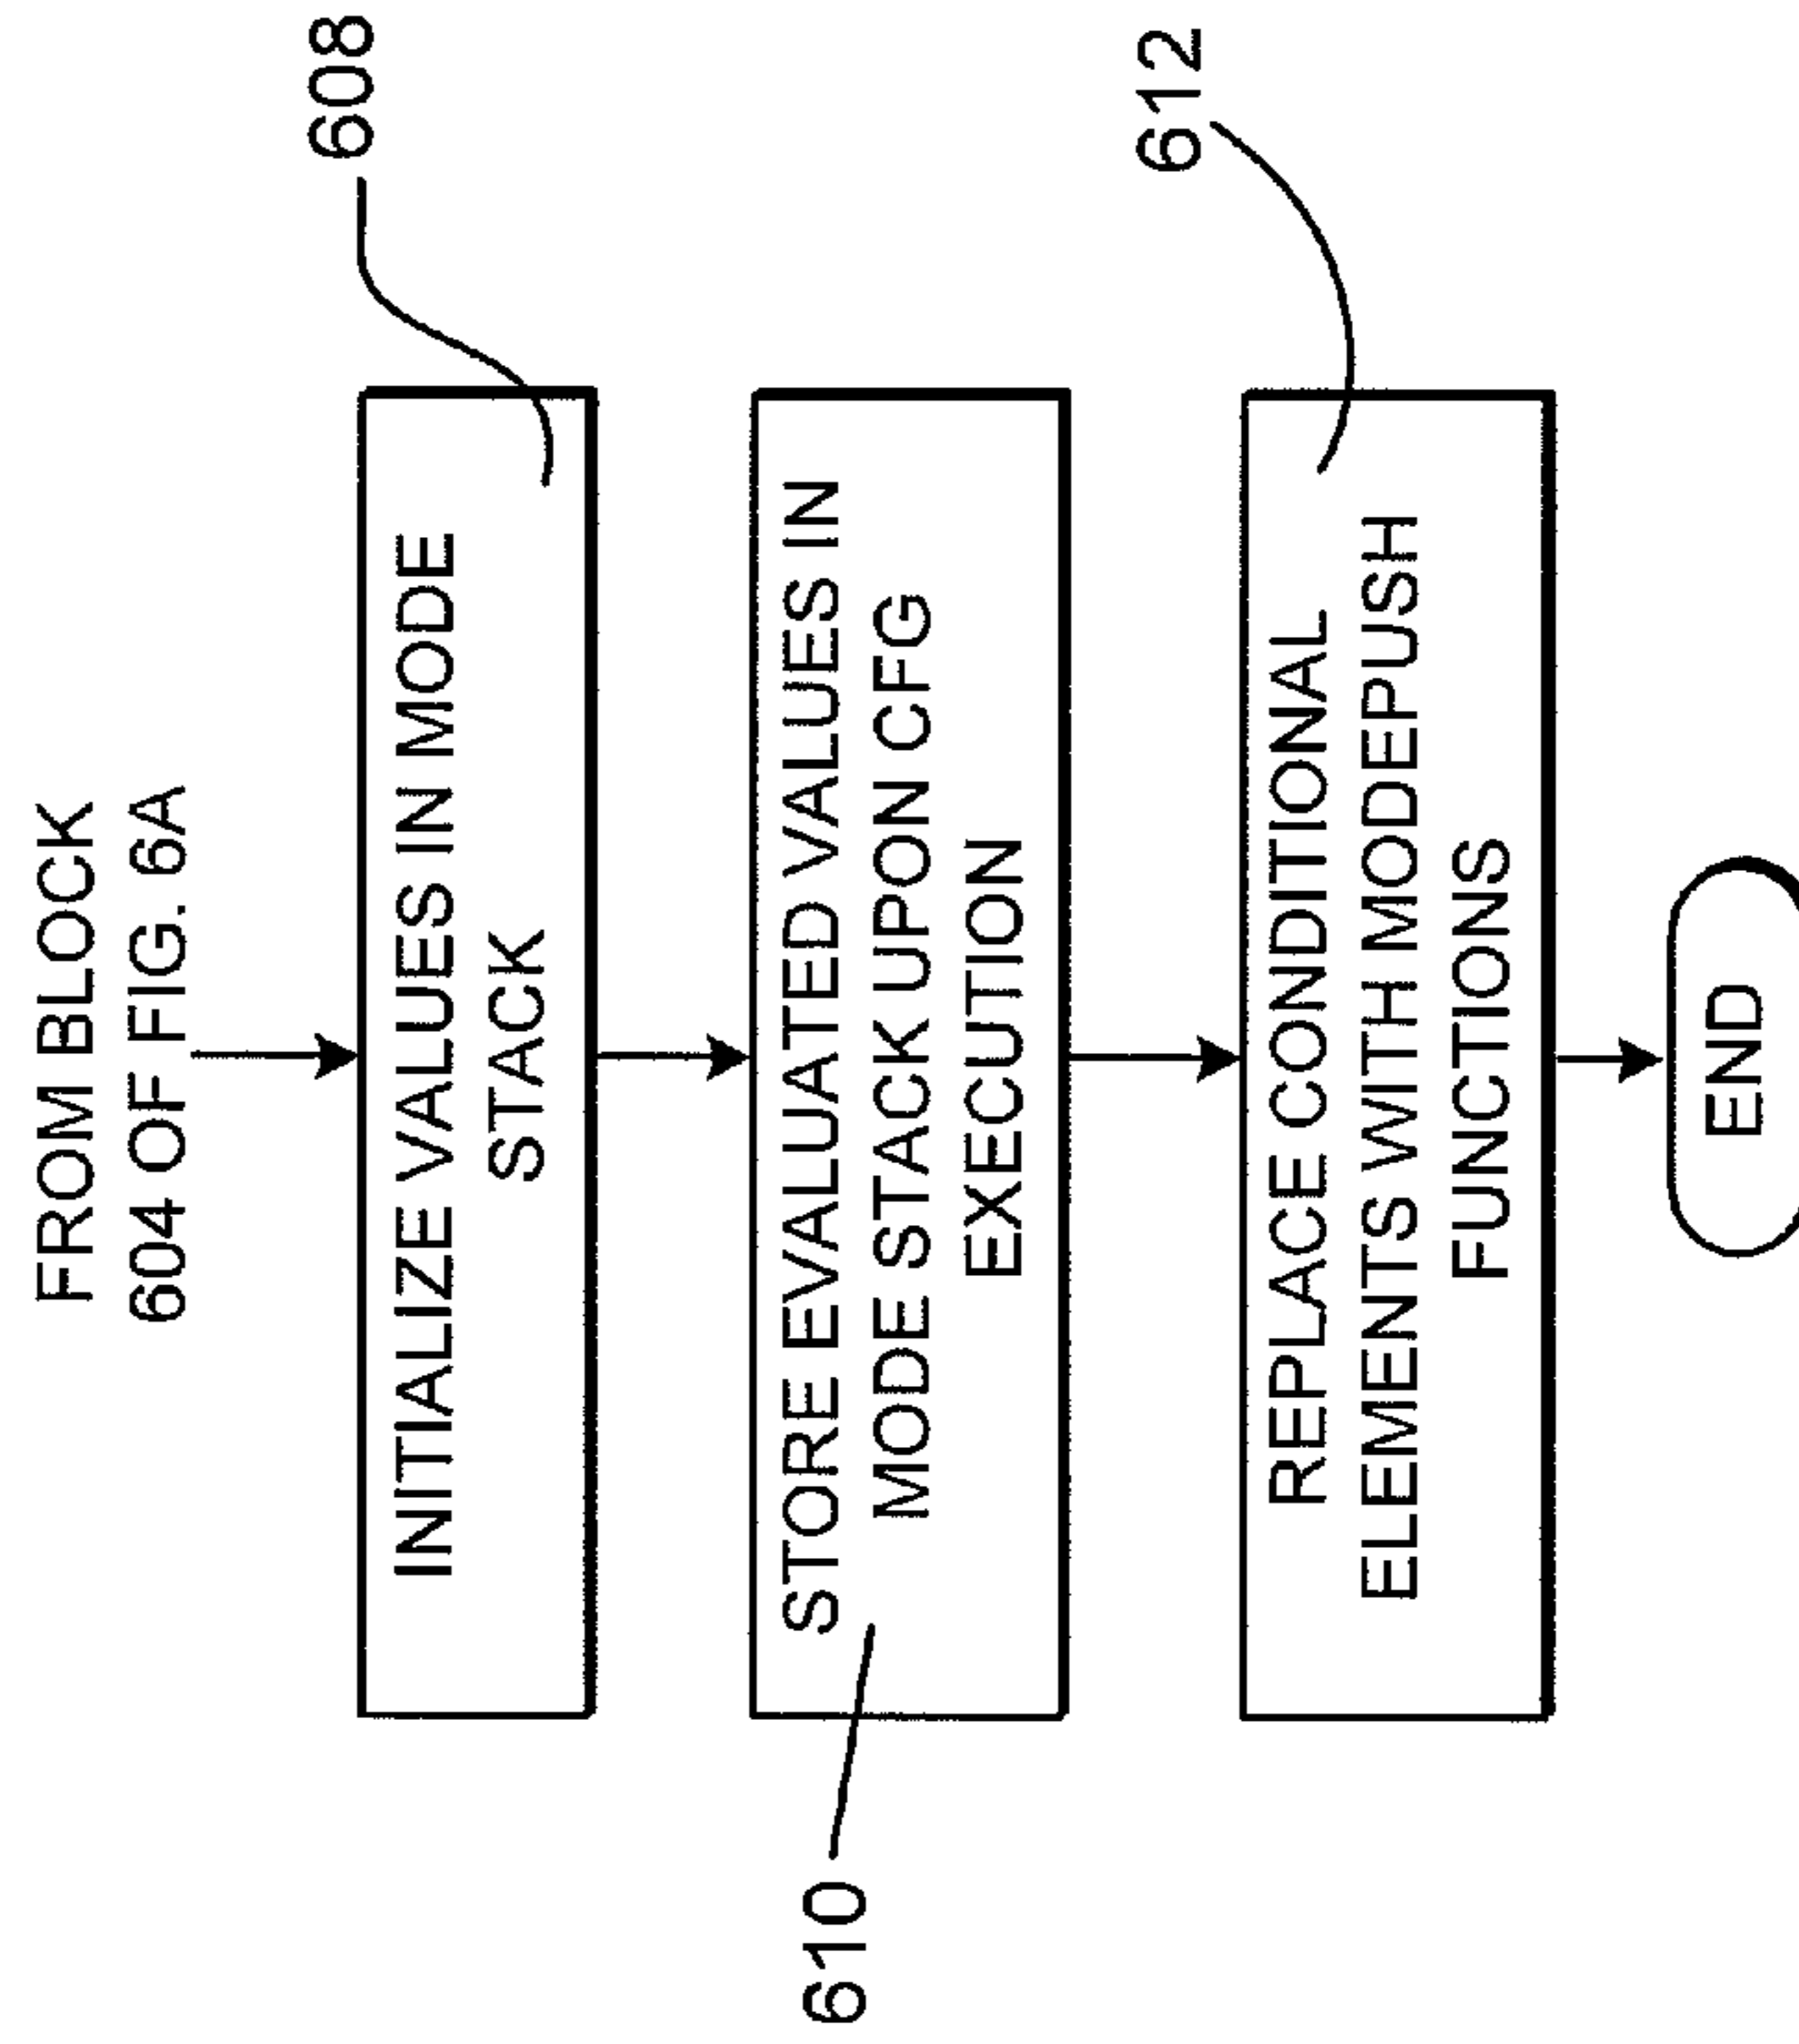 FROM BLOCK
604 OF FIG. 6A
608
INITIALIZE VALUES IN MODE
STACK
610
STORE EVALUATED VALUES IN
MODE STACK UPON CFG
EXECUTION
612
REPLACE CONDITIONAL
ELEMENTS WITH MODEPUSH
FUNCTIONS
END